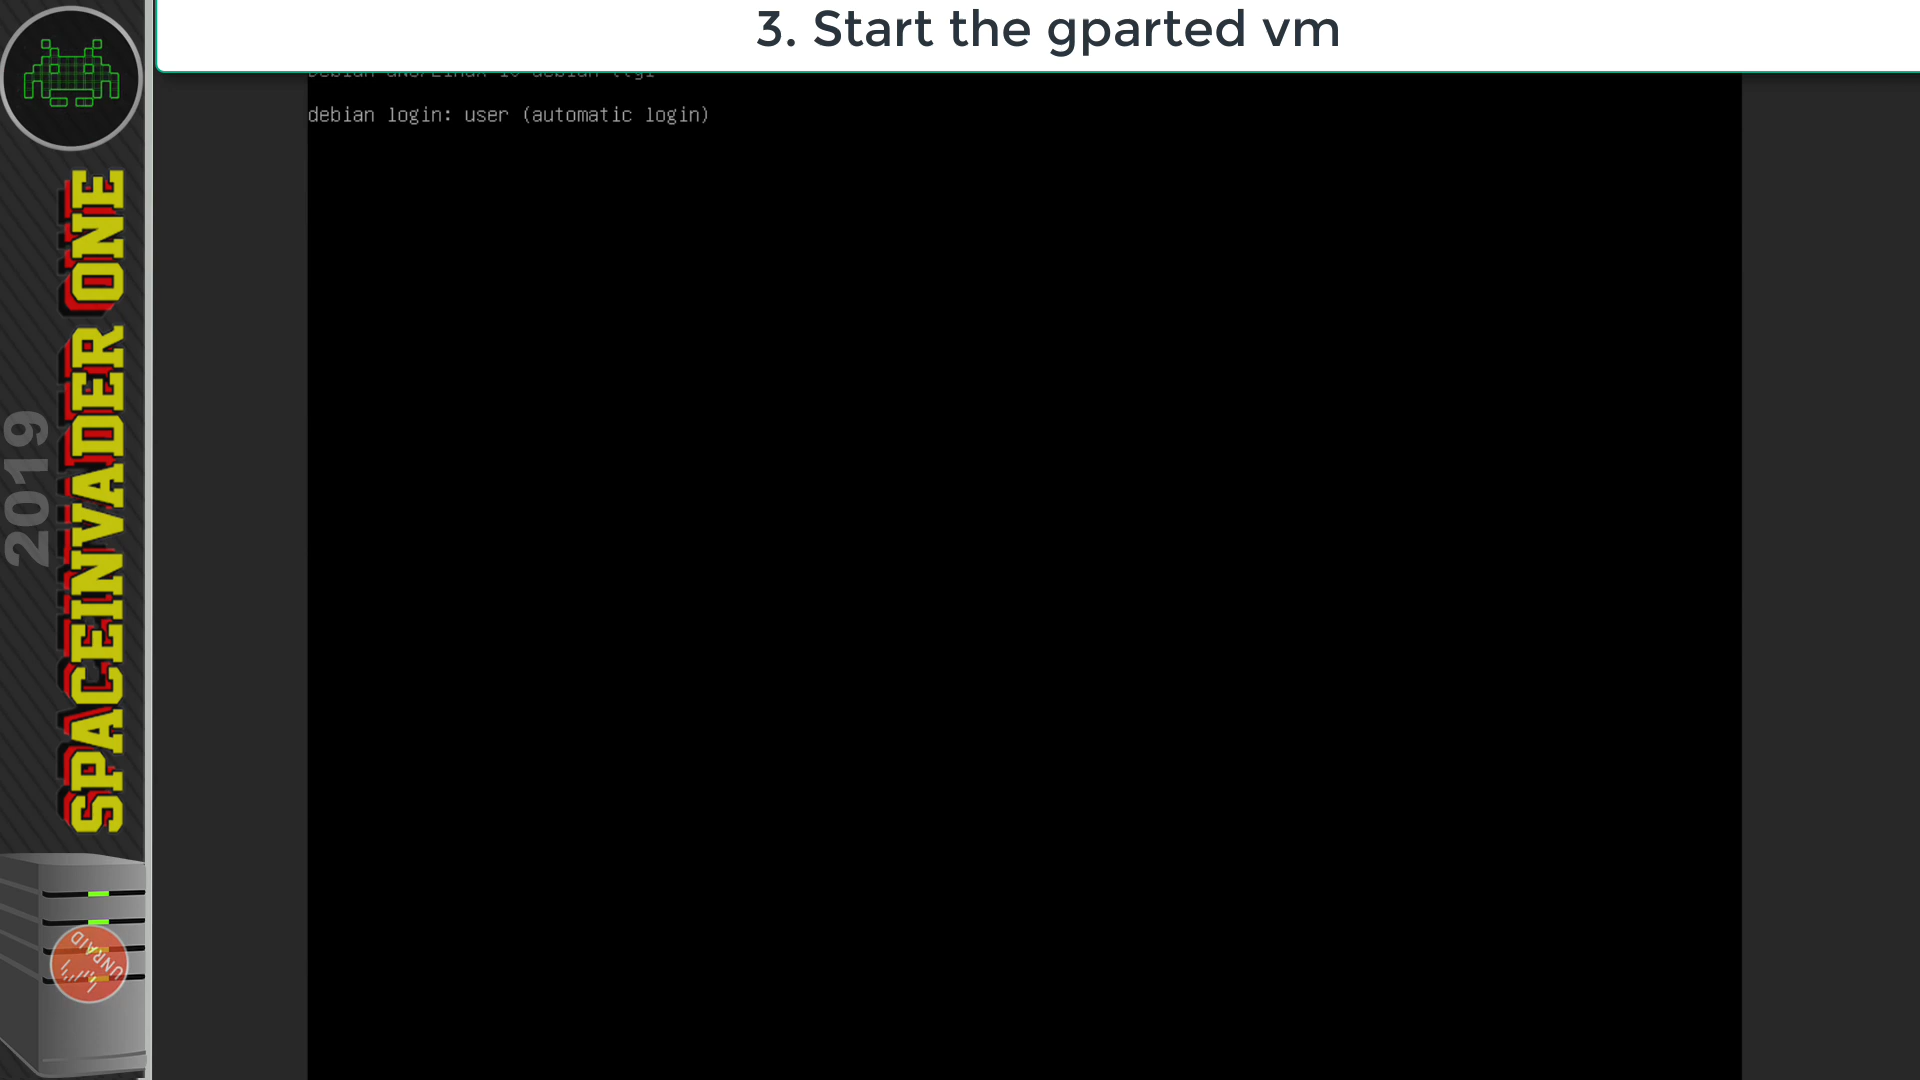 3. Start the gparted vm
debian login: user (automatic login)
SPACEINVADER ONE
2019
UNRAID